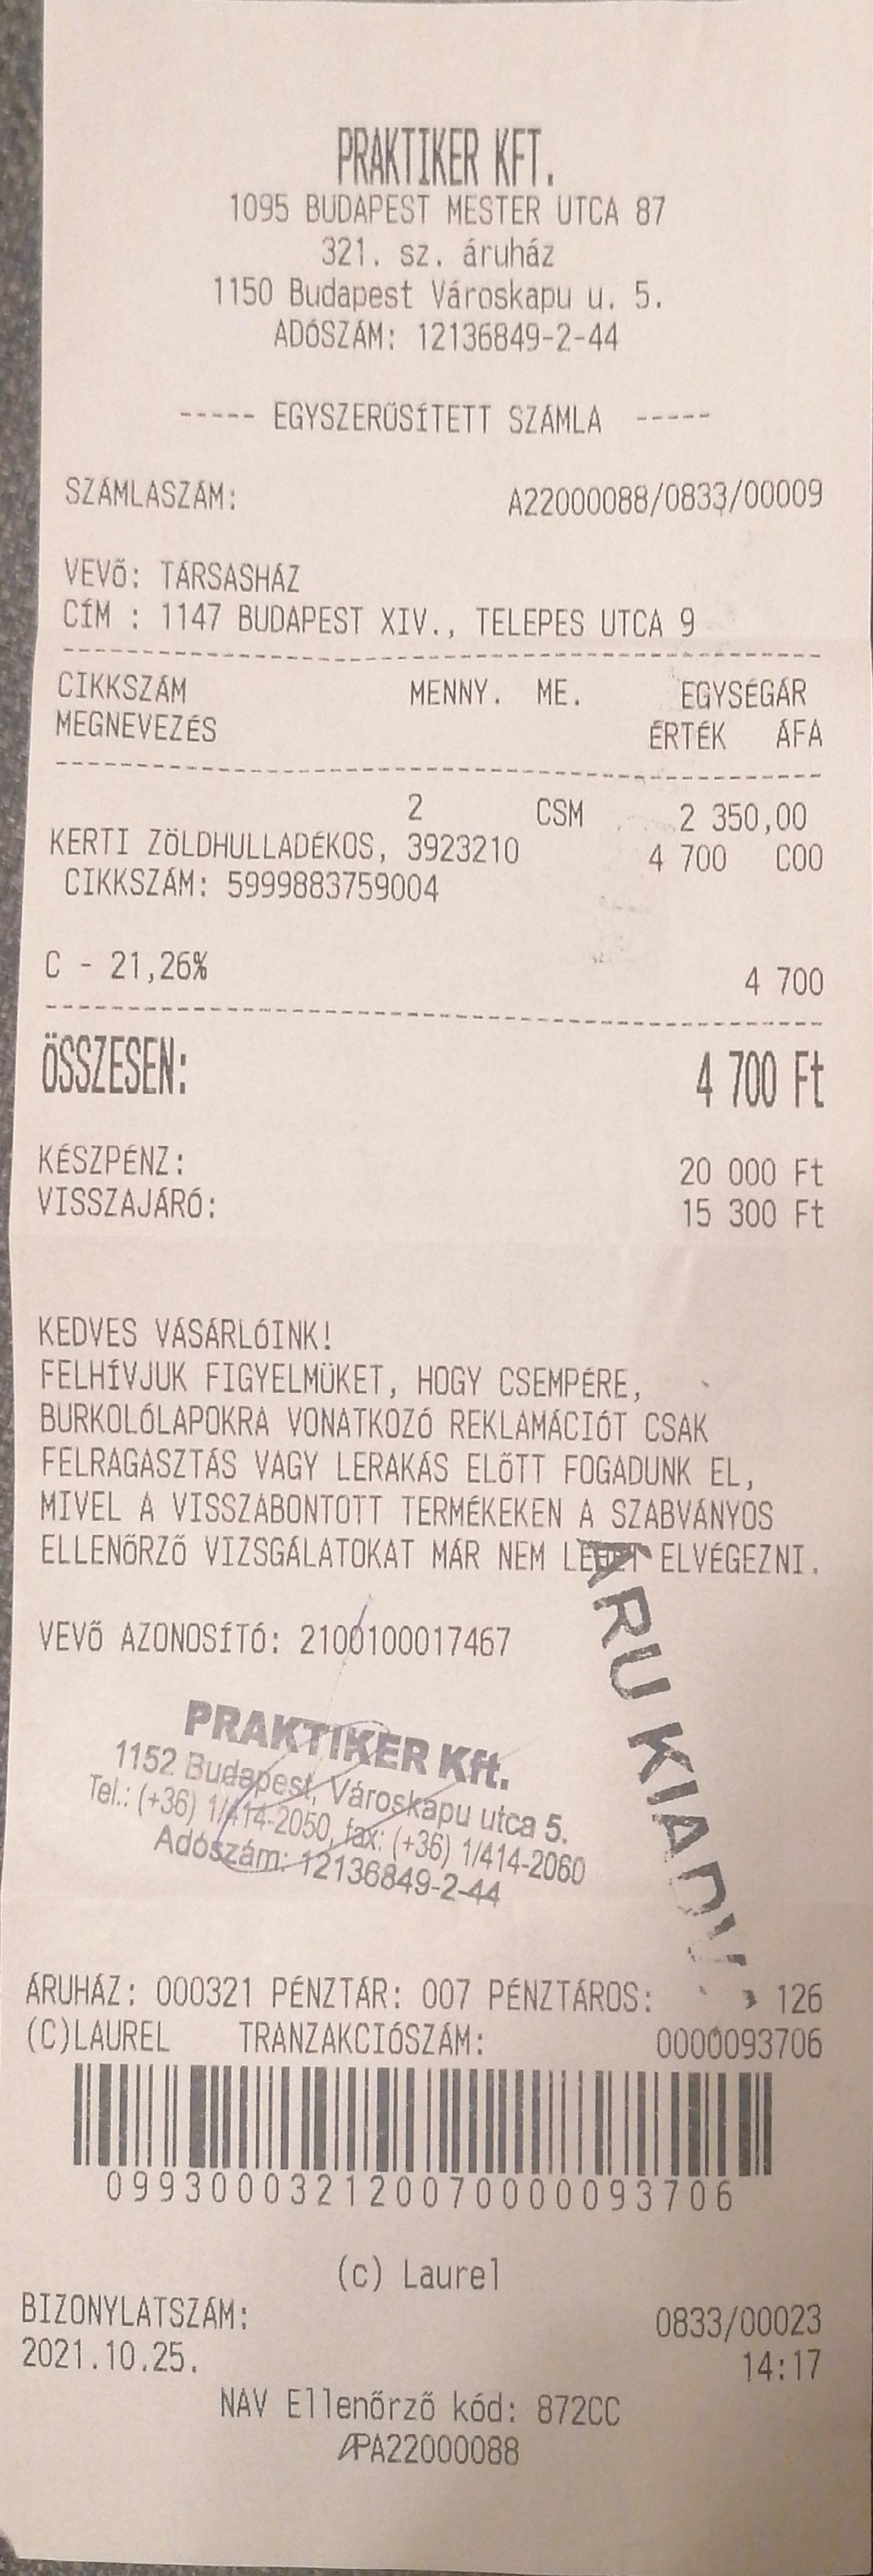 PRAKTIKER KFT.
1095 BUDAPEST MESTER UTCA 87
321. sz. áruház
1150 Budapest Városkapu u. 5.
ADÓSZÁM: 12136849-2-44
----- EGYSZERŰSÍTETT SZÁMLA -----
SZÁMLASZÁM: A22000088/0833/00009
VEVŐ: TÁRSASHÁZ
CÍM : 1147 BUDAPEST XIV., TELEPES UTCA 9
CIKKSZÁM MENNY. ME. EGYSÉGÁR
MEGNEVEZÉS ÉRTÉK ÁFA
2 CSM 2 350,00
KERTI ZÖLDHULLADÉKOS, 3923210 4 700 C00
CIKKSZÁM: 5999883759004
C - 21,26% 4 700
ÖSSZESEN: 4 700 Ft
KÉSZPÉNZ: 20 000 Ft
VISSZAJÁRÓ: 15 300 Ft
KEDVES VÁSÁRLÓINK!
FELHÍVJUK FIGYELMÜKET, HOGY CSEMPÉRE,
BURKOLÓLAPOKRA VONATKOZÓ REKLAMÁCIÓT CSAK
FELRAGASZTÁS VAGY LERAKÁS ELŐTT FOGADUNK EL,
MIVEL A VISSZABONTOTT TERMÉKEKEN A SZABVÁNYOS
ELLENŐRZŐ VIZSGÁLATOKAT MÁR NEM LEHET ELVÉGEZNI.
ÁRU KIADV
VEVŐ AZONOSÍTÓ: 2100100017467
PRAKTIKER Kft.
1152 Budapest, Városkapu utca 5.
Tel.: (+36) 1/414-2050, fax: (+36) 1/414-2060
Adószám: 12136849-2-44
ÁRUHÁZ: 000321 PÉNZTÁR: 007 PÉNZTÁROS: 126
(C)LAUREL TRANZAKCIÓSZÁM: 0000093706
099300032120070000093706
(c) Laurel
BIZONYLATSZÁM: 0833/00023
2021.10.25. 14:17
NAV Ellenőrző kód: 872CC
PA22000088